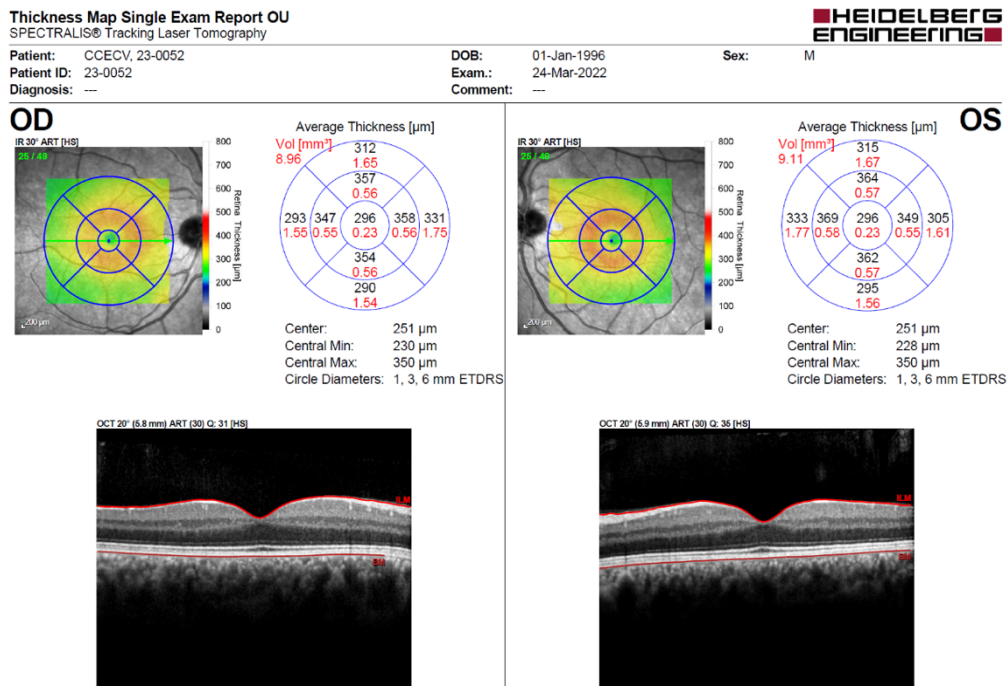 Thickness Map Single Exam Report OU
SPECTRALIS® Tracking Laser Tomography
HEIDELBERG
ENGINEERING
Patient: CCECV, 23-0052 DOB: 01-Jan-1996 Sex: M
Patient ID: 23-0052 Exam.: 24-Mar-2022
Diagnosis: --- Comment: ---
OD
IR 30° ART [HS]
25 / 49
200 µm
800
700
600
500
400
300
200
100
0
Retina Thickness [µm]
Average Thickness [µm]
Vol [mm³]
8.96
312
1.65
357
0.56
293 347 296 358 331
1.55 0.55 0.23 0.56 1.75
354
0.56
290
1.54
Center: 251 µm
Central Min: 230 µm
Central Max: 350 µm
Circle Diameters: 1, 3, 6 mm ETDRS
OCT 20° (5.8 mm) ART (30) Q: 31 [HS]
ILM
BM
OS
IR 30° ART [HS]
25 / 49
200 µm
800
700
600
500
400
300
200
100
0
Retina Thickness [µm]
Average Thickness [µm]
Vol [mm³]
9.11
315
1.67
364
0.57
333 369 296 349 305
1.77 0.58 0.23 0.55 1.61
362
0.57
295
1.56
Center: 251 µm
Central Min: 228 µm
Central Max: 350 µm
Circle Diameters: 1, 3, 6 mm ETDRS
OCT 20° (5.9 mm) ART (30) Q: 35 [HS]
ILM
BM